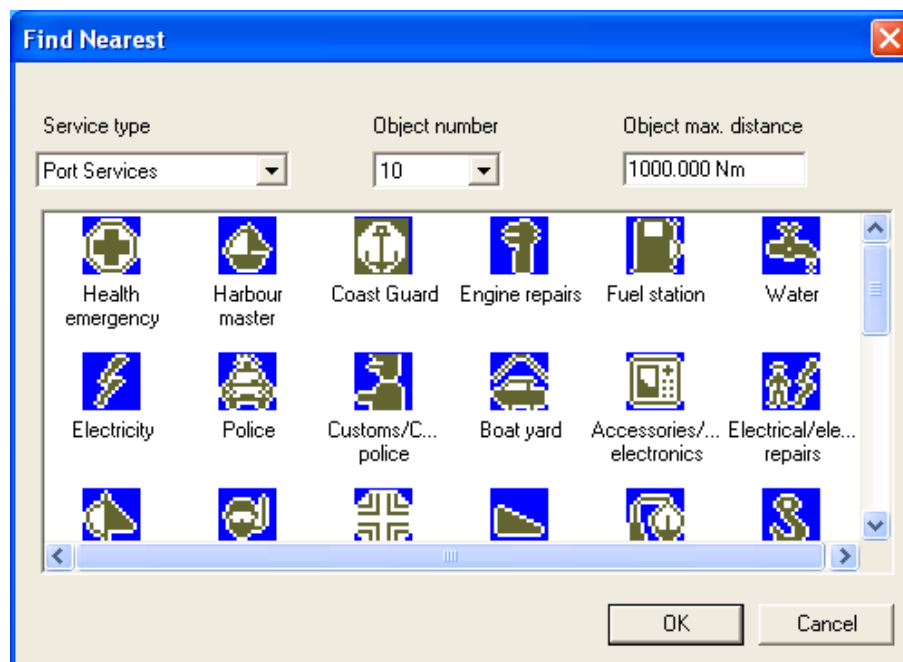 Find Nearest
Service type
Object number
Object max. distance
Port Services
10
1000.000 Nm
Health
emergency
Harbour
master
Coast Guard
Engine repairs
Fuel station
Water
Electricity
Police
Customs/C...
police
Boat yard
Accessories/...
electronics
Electrical/ele...
repairs
OK
Cancel